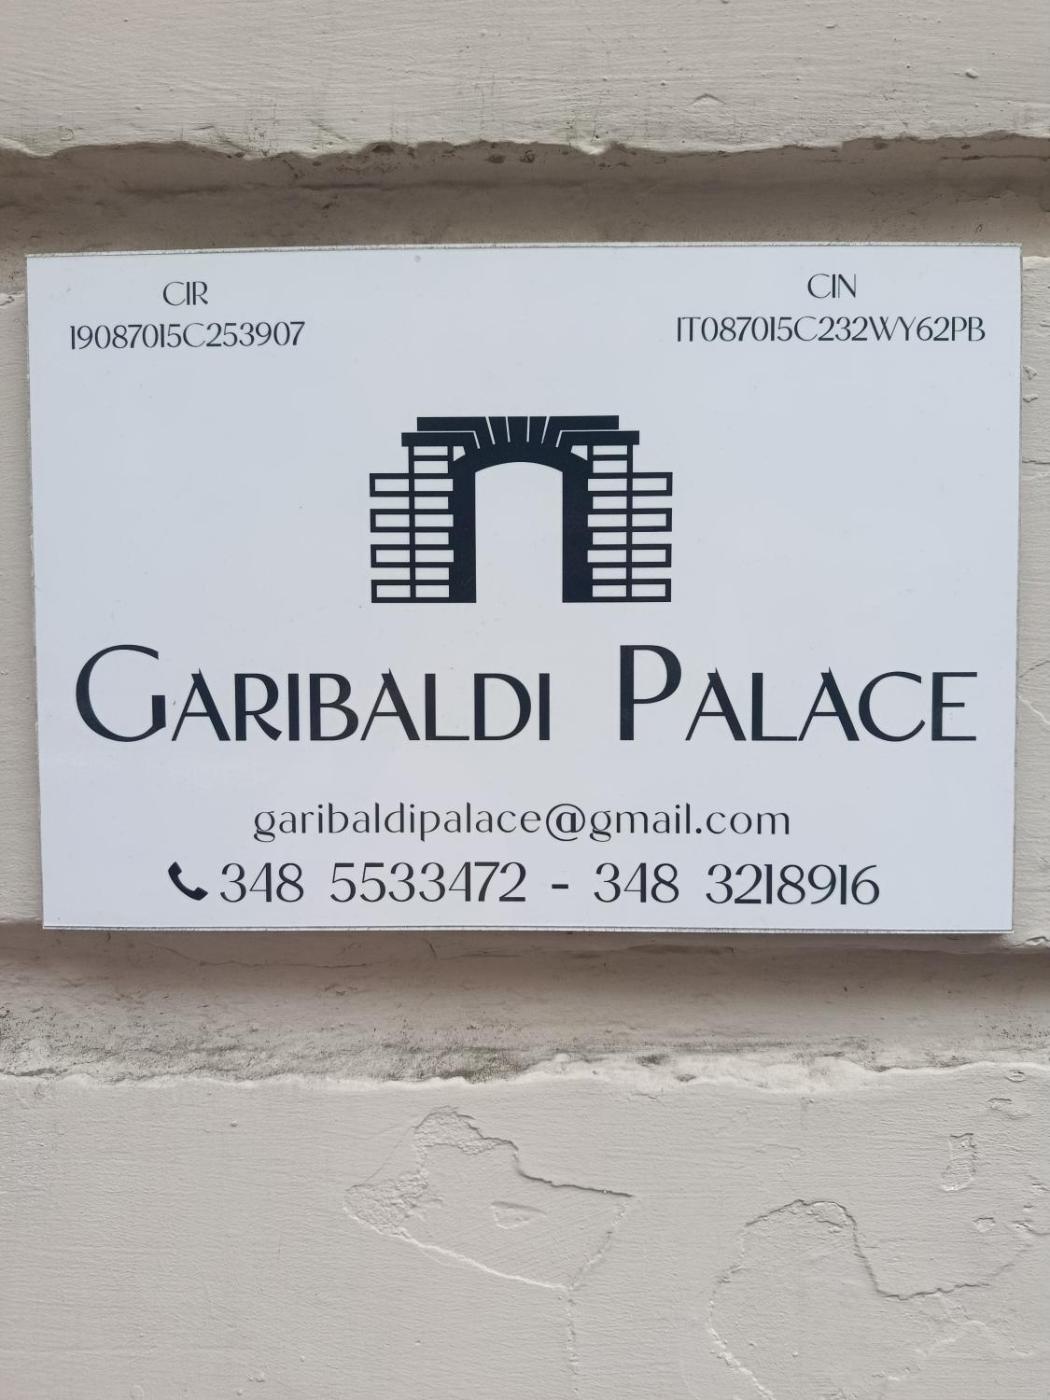 CIR
19087015C253907
CIN
IT087015C232WY62PB
GARIBALDI PALACE
garibaldipalace@gmail.com
348 5533472 - 348 3218916